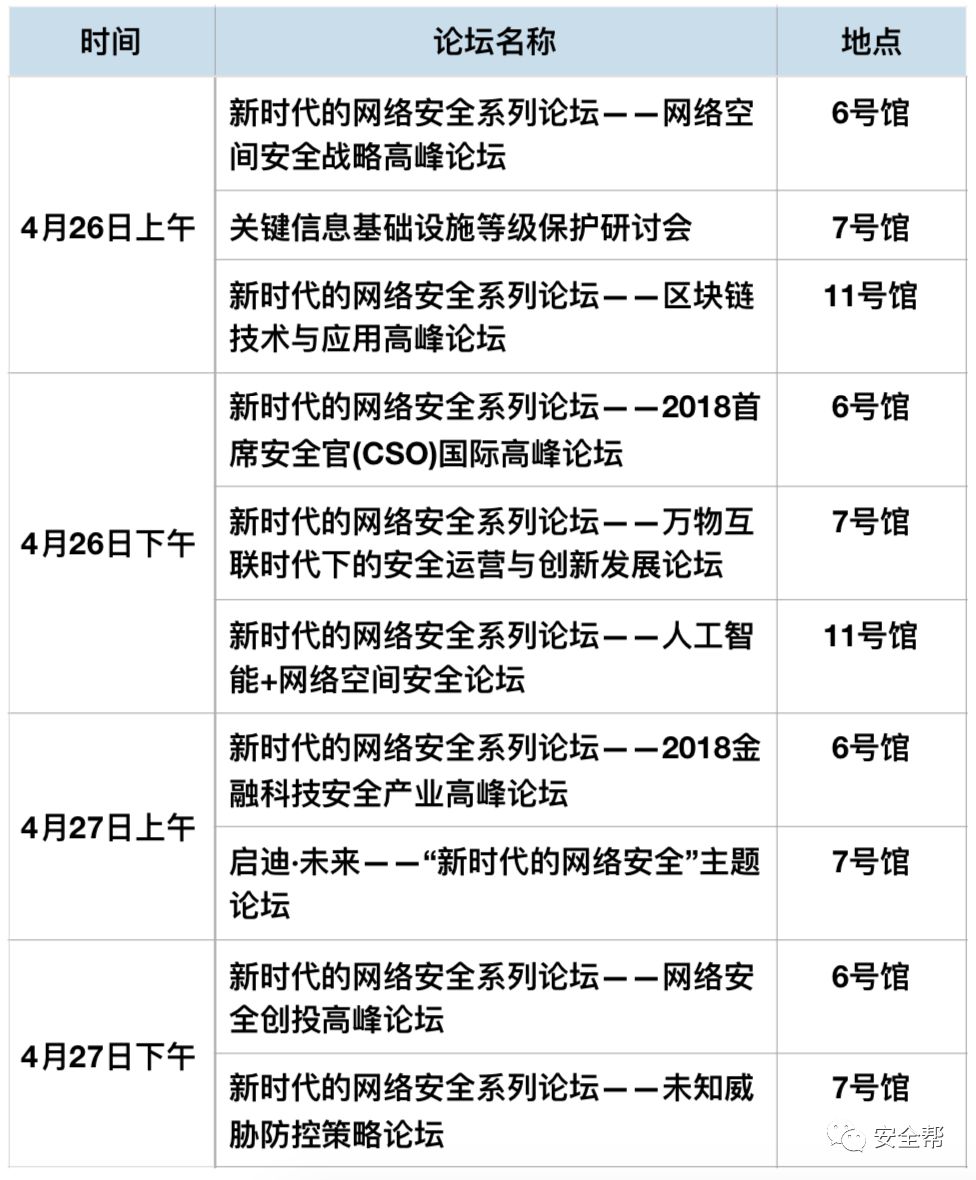 时间 论坛名称 地点
4月26日上午
新时代的网络安全系列论坛——网络空
间安全战略高峰论坛
6号馆
关键信息基础设施等级保护研讨会
7号馆
新时代的网络安全系列论坛——区块链
技术与应用高峰论坛
11号馆
4月26日下午
新时代的网络安全系列论坛——2018首
席安全官(CSO)国际高峰论坛
6号馆
新时代的网络安全系列论坛——万物互
联时代下的安全运营与创新发展论坛
7号馆
新时代的网络安全系列论坛——人工智
能+网络空间安全论坛
11号馆
4月27日上午
新时代的网络安全系列论坛——2018金
融科技安全产业高峰论坛
6号馆
启迪·未来——“新时代的网络安全”主题
论坛
7号馆
4月27日下午
新时代的网络安全系列论坛——网络安
全创投高峰论坛
6号馆
新时代的网络安全系列论坛——未知威
胁防控策略论坛
7号馆
安全帮